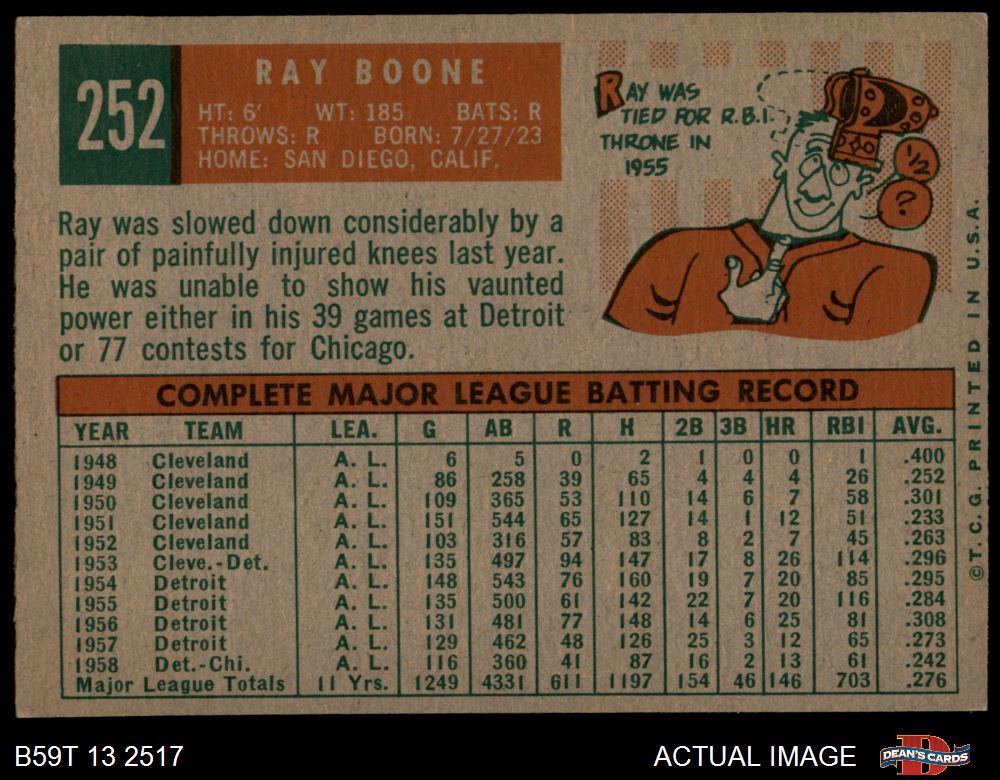 252
RAY BOONE
HT: 6' WT: 185 BATS: R
THROWS: R BORN: 7/27/23
HOME: SAN DIEGO, CALIF.
RAY WAS
TIED FOR R.B.I.
THRONE IN
1955
1/2
?
Ray was slowed down considerably by a
pair of painfully injured knees last year.
He was unable to show his vaunted
power either in his 39 games at Detroit
or 77 contests for Chicago.
COMPLETE MAJOR LEAGUE BATTING RECORD
YEAR TEAM LEA. G AB R H 2B 3B HR RBI AVG.
1948 Cleveland A. L. 6 5 0 2 1 0 0 1 .400
1949 Cleveland A. L. 86 258 39 65 4 4 4 26 .252
1950 Cleveland A. L. 109 365 53 110 14 6 7 58 .301
1951 Cleveland A. L. 151 544 65 127 14 1 12 51 .233
1952 Cleveland A. L. 103 316 57 83 8 2 7 45 .263
1953 Cleve.-Det. A. L. 135 497 94 147 17 8 26 114 .296
1954 Detroit A. L. 148 543 76 160 19 7 20 85 .295
1955 Detroit A. L. 135 500 61 142 22 7 20 116 .284
1956 Detroit A. L. 131 481 77 148 14 6 25 81 .308
1957 Detroit A. L. 129 462 48 126 25 3 12 65 .273
1958 Det.-Chi. A. L. 116 360 41 87 16 2 13 61 .242
Major League Totals 11 Yrs. 1249 4331 611 1197 154 46 146 703 .276
© T. C. G. PRINTED IN U.S.A.
B59T 13 2517
ACTUAL IMAGE
DEAN'S CARDS